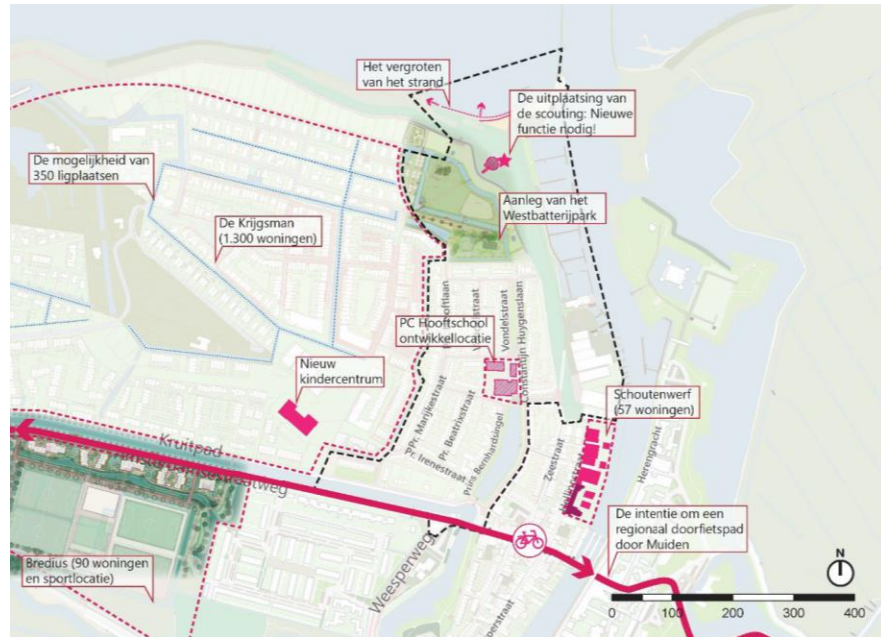 Het vergroten
van het strand
De uitplaatsing van
de scouting: Nieuwe
functie nodig!
De mogelijkheid van
350 ligplaatsen
Aanleg van het
Westbatterijpark
De Krijgsman
(1.300 woningen)
Vondelstraat
Constantijn Huygenslaan
PC Hooftschool
ontwikkellocatie
Nieuw
kindercentrum
Schoutenwerf
(57 woningen)
Pr. Marijkestraat
Pr. Beatrixstraat
Pr. Irenestraat
Prins Bernhardsingel
Zeestraat
Herengracht
Kruitpad
De intentie om een
regionaal doorfietspad
door Muiden
Weesperweg
Bredius (90 woningen
en sportlocatie)
N
0 100 200 300 400